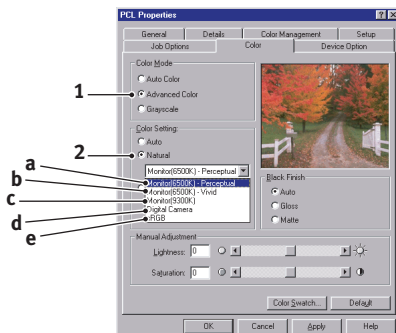 PCL Properties
General Details Color Management Setup
Job Options Color Device Option
Color Mode
Auto Color
1 Advanced Color
Grayscale
Color Setting:
Auto
2 Natural
Monitor(6500K) - Perceptual
a Monitor(6500K) - Perceptual
b Monitor(6500K) - Vivid
c Monitor(9300K)
d Digital Camera
e sRGB
Black Finish
Auto
Gloss
Matte
Manual Adjustment
Lightness: 0
Saturation: 0
Color Swatch... Default
OK Cancel Apply Help